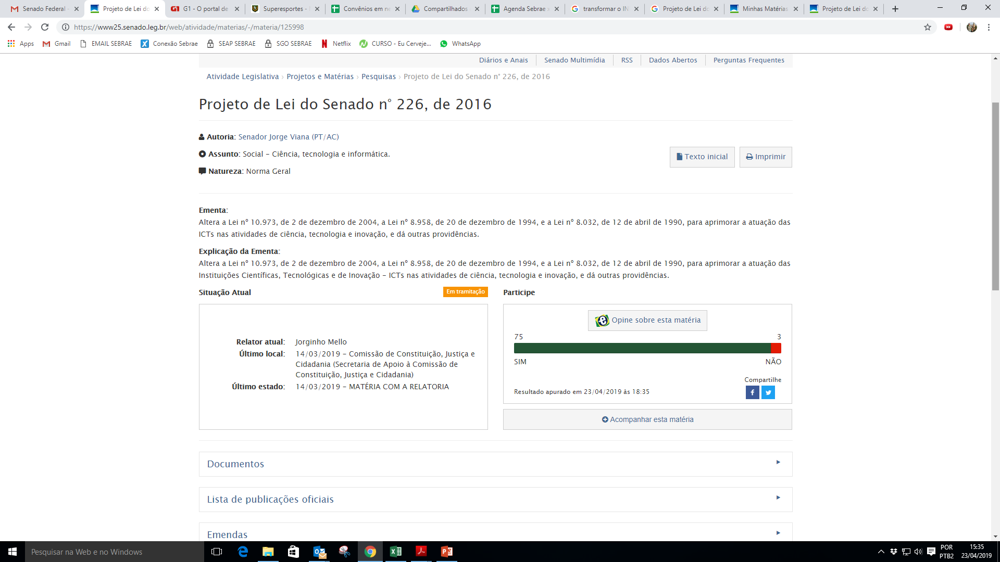 Senado Federal -
Projeto de Lei do
G1 - O portal de
Superesportes -
Convênios em ne
Compartilhados
Agenda Sebrae x
transformar o IN
Projeto de Lei do
Minhas Matérias
Projeto de Lei do
https://www25.senado.leg.br/web/atividade/materias/-/materia/125998
Apps
Gmail
EMAIL SEBRAE
Conexão Sebrae
SEAP SEBRAE
SGO SEBRAE
Netflix
CURSO - Eu Cerveje...
WhatsApp
Diários e Anais
Senado Multimídia
RSS
Dados Abertos
Perguntas Frequentes
Atividade Legislativa › Projetos e Matérias › Pesquisas › Projeto de Lei do Senado n° 226, de 2016
Projeto de Lei do Senado n° 226, de 2016
Autoria: Senador Jorge Viana (PT/AC)
Assunto: Social - Ciência, tecnologia e informática.
Texto inicial
Imprimir
Natureza: Norma Geral
Ementa:
Altera a Lei nº 10.973, de 2 de dezembro de 2004, a Lei nº 8.958, de 20 de dezembro de 1994, e a Lei nº 8.032, de 12 de abril de 1990, para aprimorar a atuação das
ICTs nas atividades de ciência, tecnologia e inovação, e dá outras providências.
Explicação da Ementa:
Altera a Lei nº 10.973, de 2 de dezembro de 2004, a Lei nº 8.958, de 20 de dezembro de 1994, e a Lei nº 8.032, de 12 de abril de 1990, para aprimorar a atuação das
Instituições Científicas, Tecnológicas e de Inovação - ICTs nas atividades de ciência, tecnologia e inovação, e dá outras providências.
Situação Atual
Em tramitação
Relator atual: Jorginho Mello
Último local: 14/03/2019 - Comissão de Constituição, Justiça e
Cidadania (Secretaria de Apoio à Comissão de
Constituição, Justiça e Cidadania)
Último estado: 14/03/2019 - MATÉRIA COM A RELATORIA
Participe
Opine sobre esta matéria
75
3
SIM
NÃO
Compartilhe
Resultado apurado em 23/04/2019 às 18:35
Acompanhar esta matéria
Documentos
Lista de publicações oficiais
Emendas
Pesquisar na Web e no Windows
POR
PTB2
15:35
23/04/2019